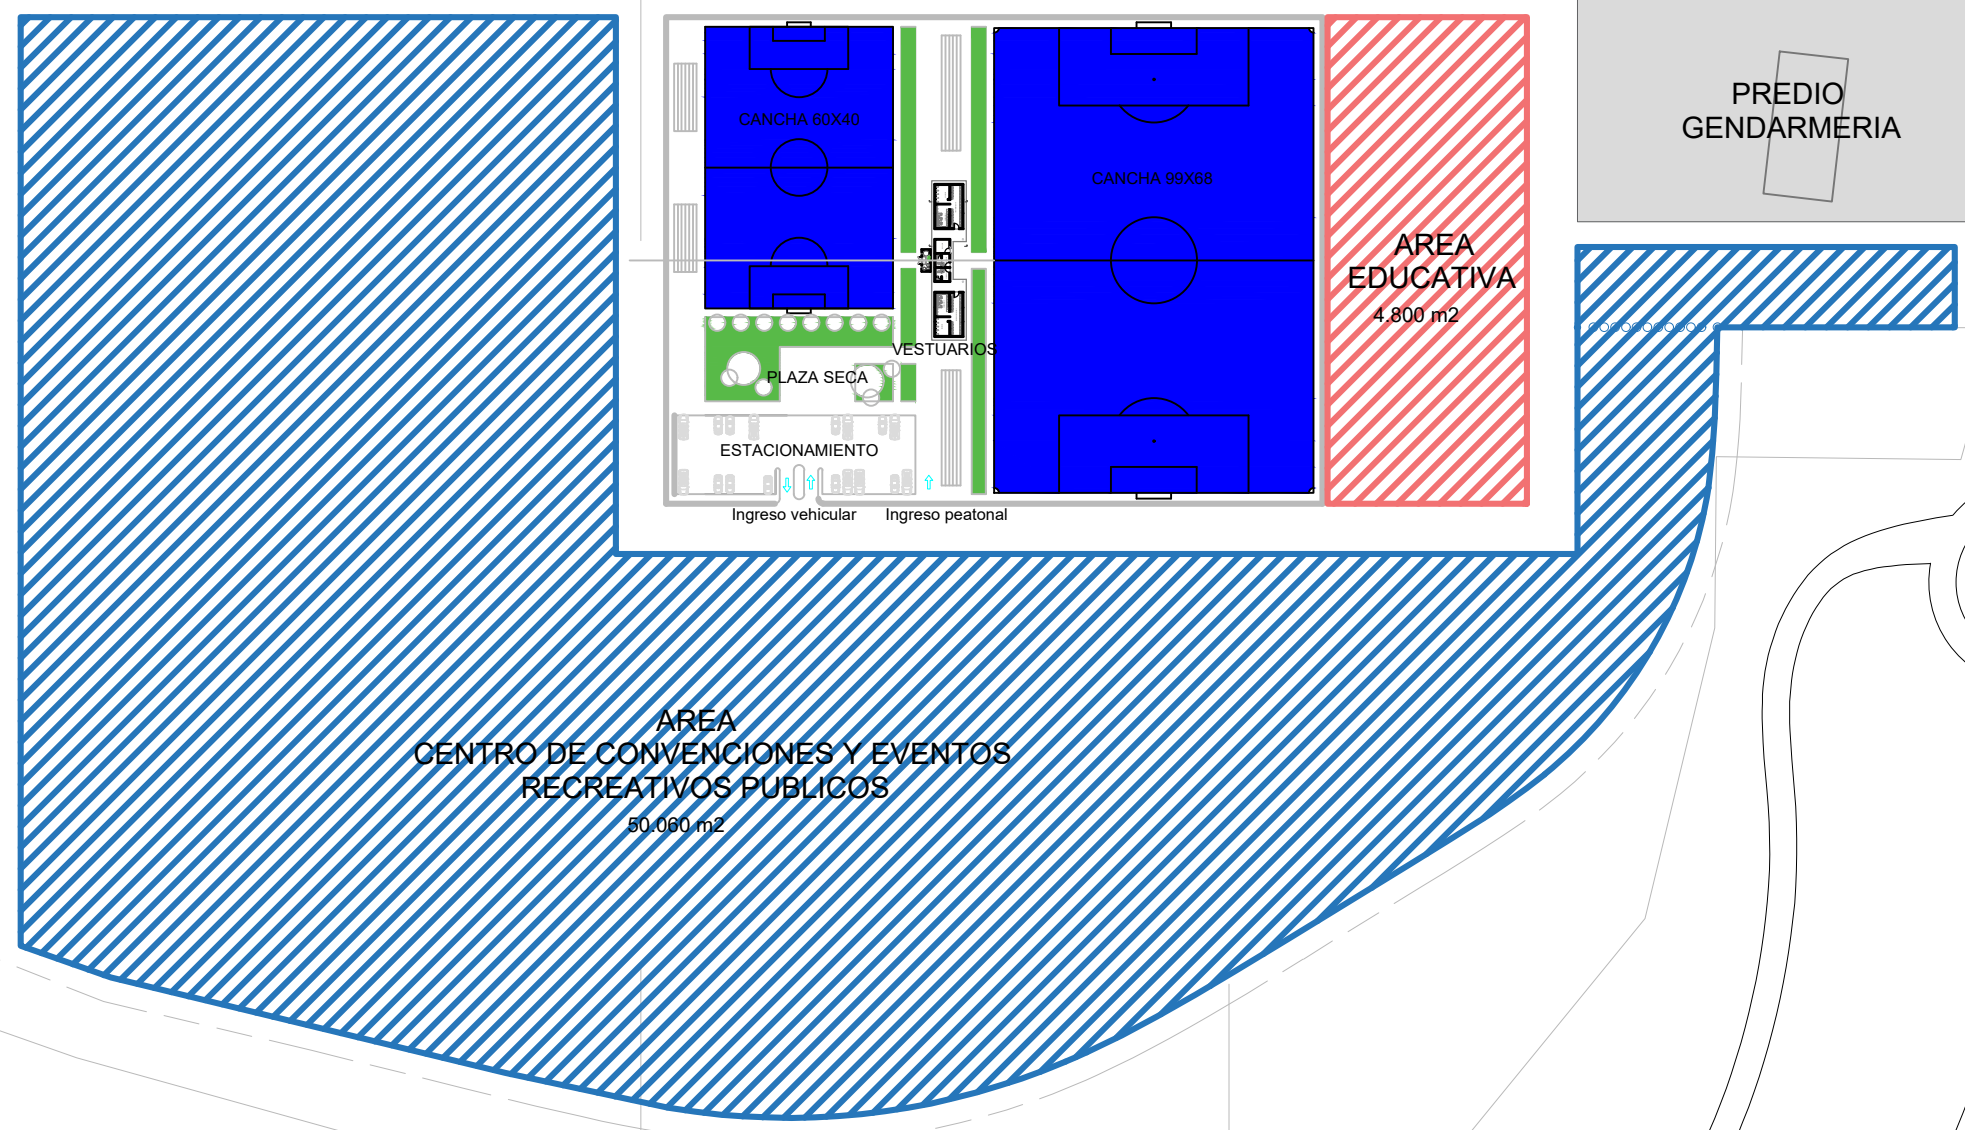 PREDIO
GENDARMERIA
CANCHA 60X40
CANCHA 99X68
AREA
EDUCATIVA
4.800 m2
VESTUARIOS
PLAZA SECA
ESTACIONAMIENTO
Ingreso vehicular
Ingreso peatonal
AREA
CENTRO DE CONVENCIONES Y EVENTOS
RECREATIVOS PUBLICOS
50.060 m2